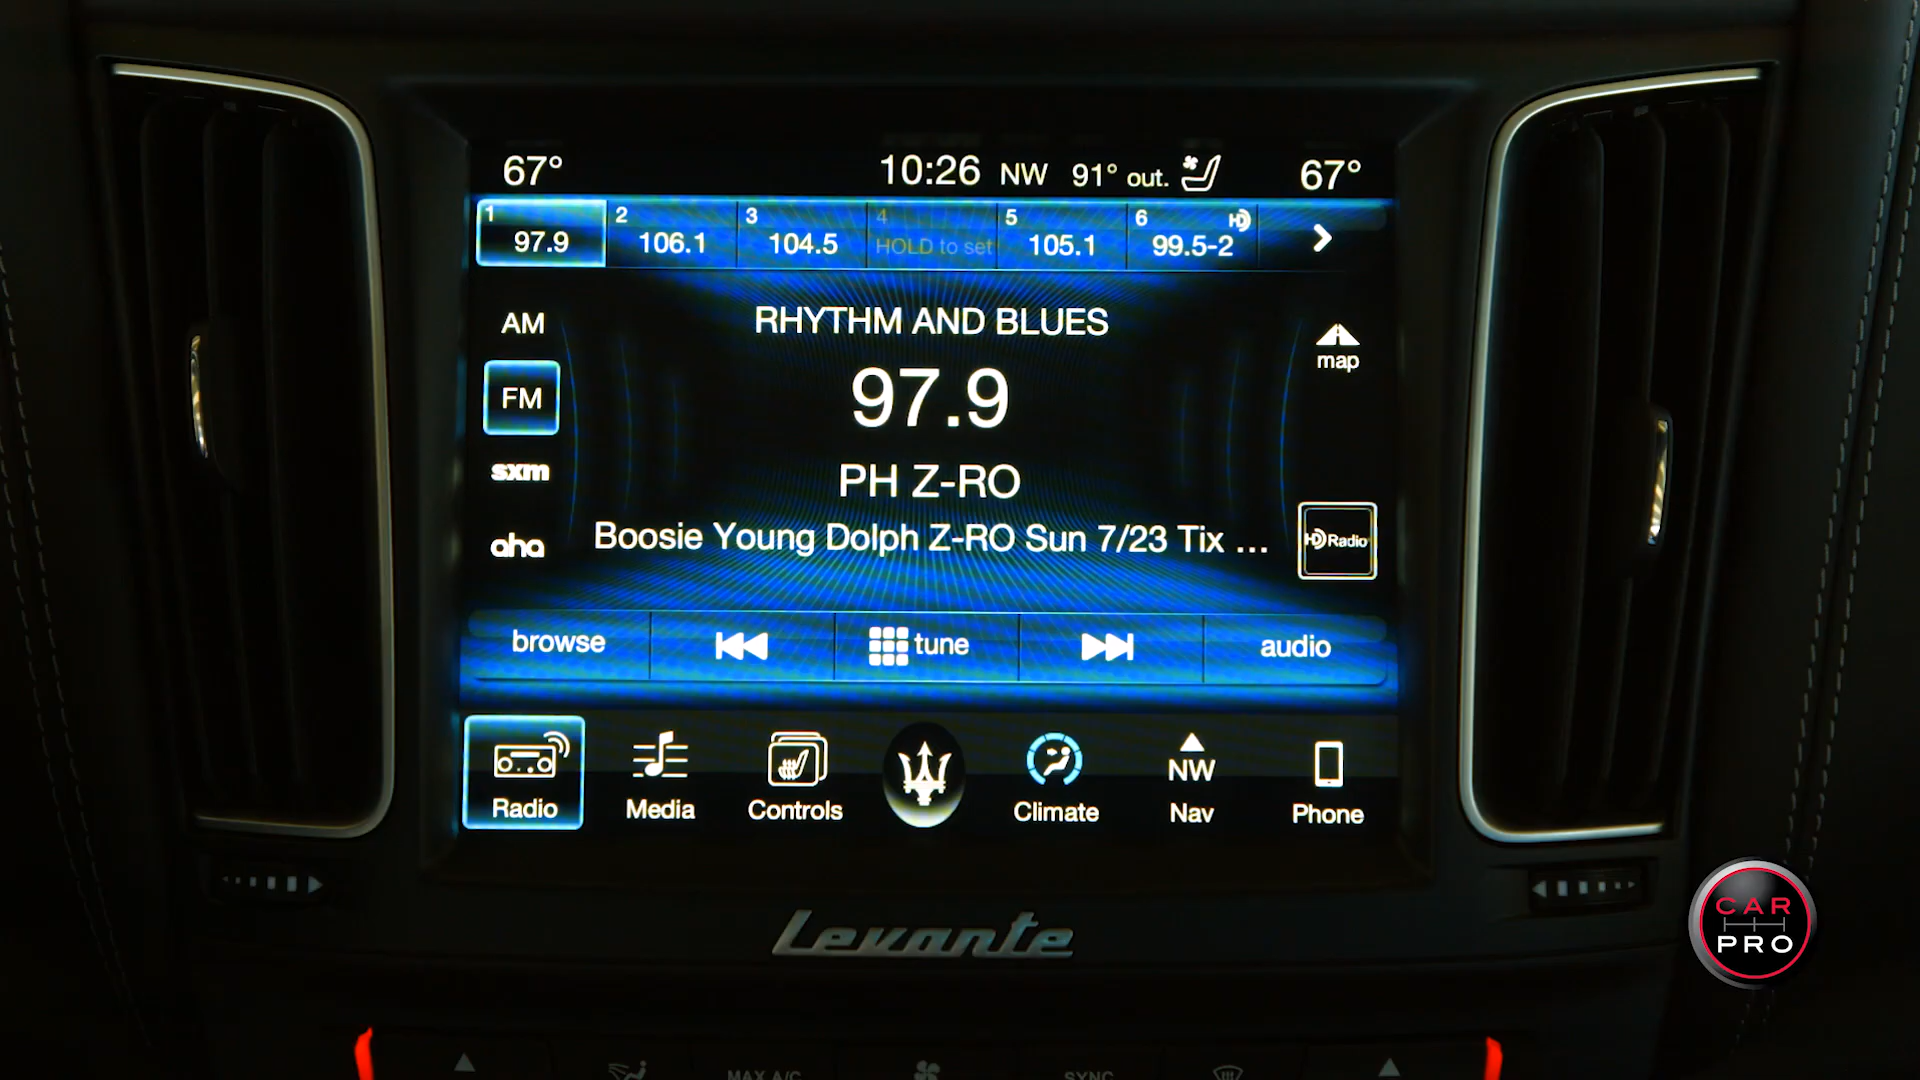 67° 10:26 NW 91° out. 67°
1 2 3 4 5 6 HD
97.9 106.1 104.5 HOLD to set 105.1 99.5-2
AM RHYTHM AND BLUES
map
FM 97.9
sxm PH Z-RO
aha Boosie Young Dolph Z-RO Sun 7/23 Tix ... HD Radio
browse tune audio
NW
Radio Media Controls Climate Nav Phone
Levante
CAR
PRO
MAX A/C SYNC